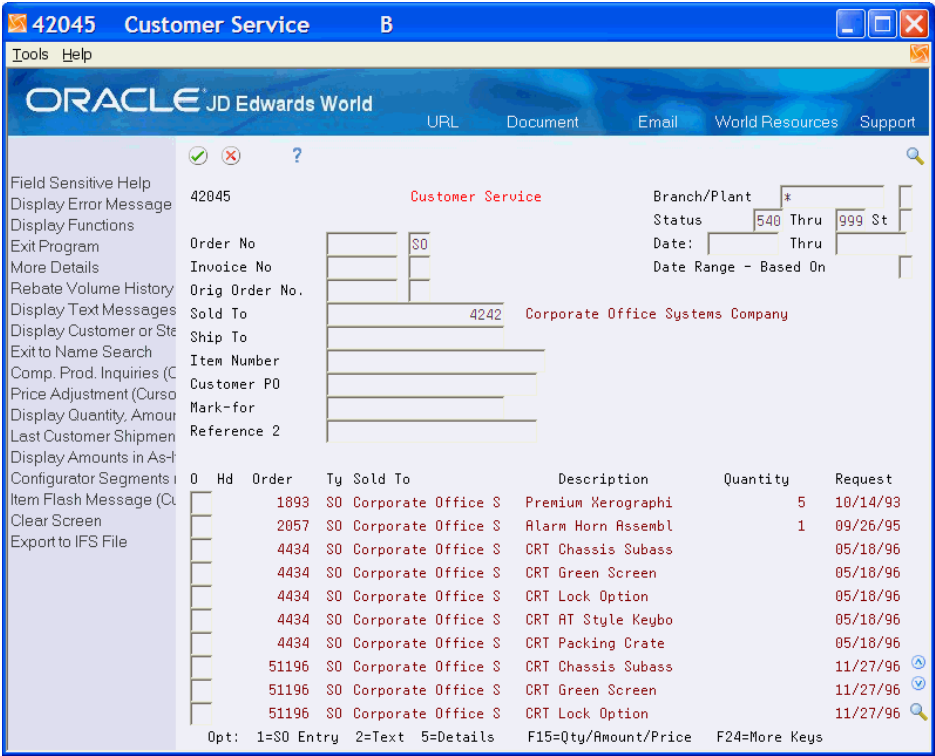 42045 Customer Service B
Tools Help
ORACLE JD Edwards World
URL Document Email World Resources Support
?
Field Sensitive Help
Display Error Message
Display Functions
Exit Program
More Details
Rebate Volume History
Display Text Messages
Display Customer or Sta
Exit to Name Search
Comp. Prod. Inquiries (C
Price Adjustment (Curso
Display Quantity, Amour
Last Customer Shipmen
Display Amounts in As-I
Configurator Segments
Item Flash Message (Cu
Clear Screen
Export to IFS File
42045 Customer Service Branch/Plant *
Status 540 Thru 999 St
Order No SO Date: Thru
Invoice No Date Range - Based On
Orig Order No.
Sold To 4242 Corporate Office Systems Company
Ship To
Item Number
Customer PO
Mark-for
Reference 2
O Hd Order Ty Sold To Description Quantity Request
1893 SO Corporate Office S Premium Xerographi 5 10/14/93
2057 SO Corporate Office S Alarm Horn Assembl 1 09/26/95
4434 SO Corporate Office S CRT Chassis Subass 05/18/96
4434 SO Corporate Office S CRT Green Screen 05/18/96
4434 SO Corporate Office S CRT Lock Option 05/18/96
4434 SO Corporate Office S CRT AT Style Keybo 05/18/96
4434 SO Corporate Office S CRT Packing Crate 05/18/96
51196 SO Corporate Office S CRT Chassis Subass 11/27/96
51196 SO Corporate Office S CRT Green Screen 11/27/96
51196 SO Corporate Office S CRT Lock Option 11/27/96
Opt: 1=SO Entry 2=Text 5=Details F15=Qty/Amount/Price F24=More Keys